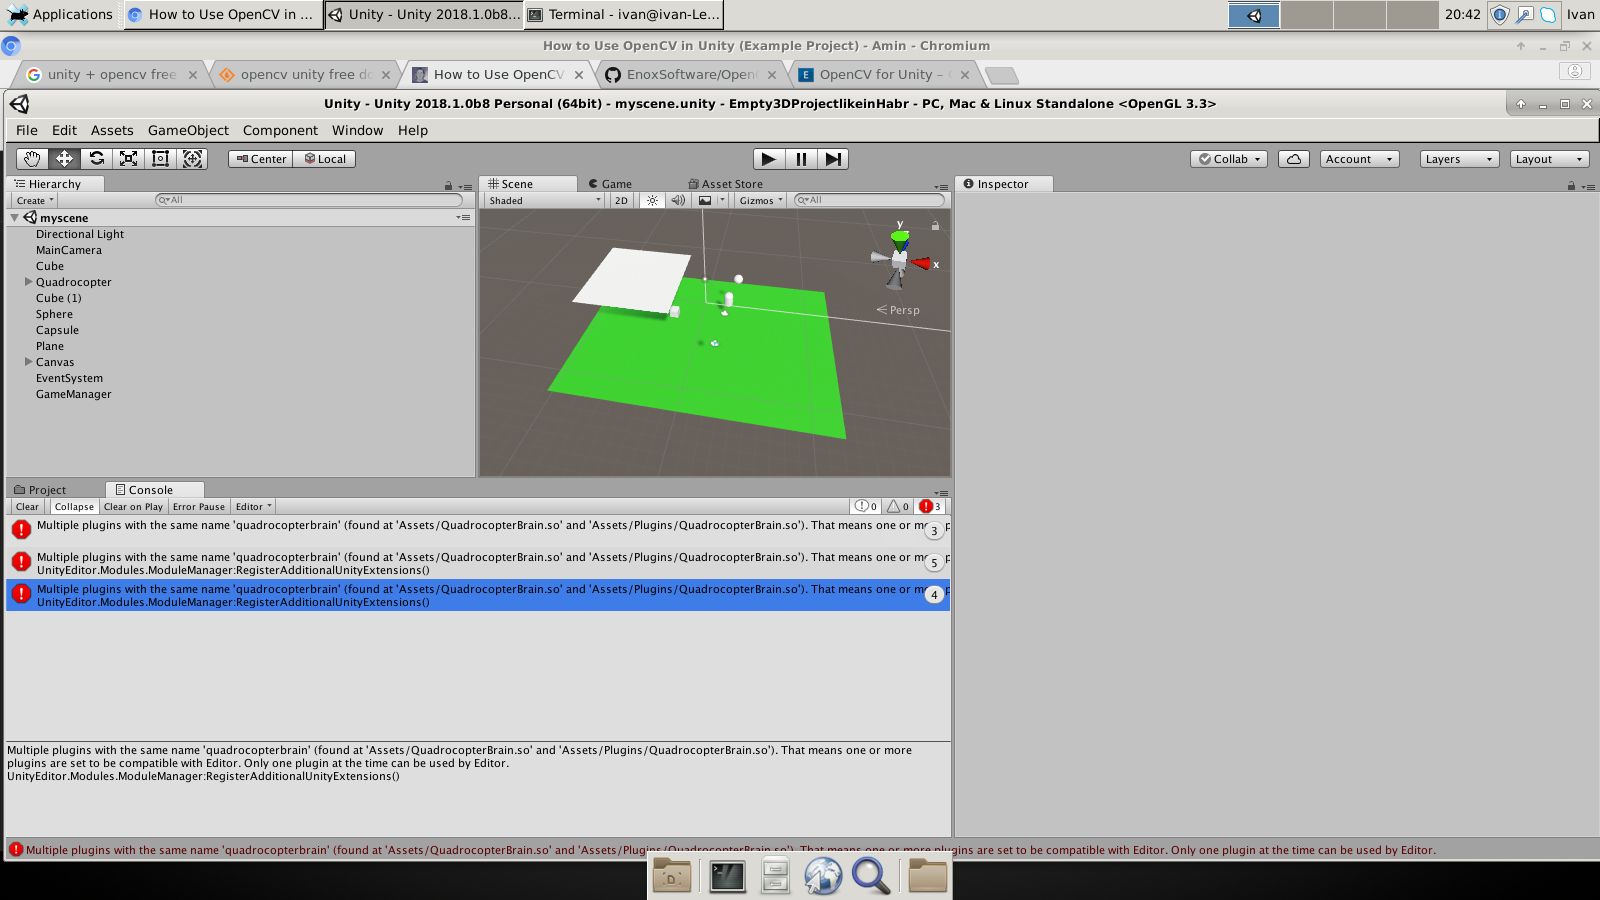 Applications
How to Use OpenCV in ...
Unity - Unity 2018.1.0b8...
Terminal - ivan@ivan-Le...
20:42
Ivan
How to Use OpenCV in Unity (Example Project) - Amin - Chromium
unity + opencv free
opencv unity free do
How to Use OpenCV
EnoxSoftware/Open
OpenCV for Unity –
Unity - Unity 2018.1.0b8 Personal (64bit) - myscene.unity - Empty3DProjectlikeinHabr - PC, Mac & Linux Standalone <OpenGL 3.3>
File Edit Assets GameObject Component Window Help
Center Local
Collab Account Layers Layout
Hierarchy
Create All
myscene
Directional Light
MainCamera
Cube
Quadrocopter
Cube (1)
Sphere
Capsule
Plane
Canvas
EventSystem
GameManager
Scene Game Asset Store
Shaded 2D Gizmos All
y
x
Persp
Inspector
Project Console
Clear Collapse Clear on Play Error Pause Editor 0 0 3
Multiple plugins with the same name 'quadrocopterbrain' (found at 'Assets/QuadrocopterBrain.so' and 'Assets/Plugins/QuadrocopterBrain.so'). That means one or
3
Multiple plugins with the same name 'quadrocopterbrain' (found at 'Assets/QuadrocopterBrain.so' and 'Assets/Plugins/QuadrocopterBrain.so'). That means one or
UnityEditor.Modules.ModuleManager:RegisterAdditionalUnityExtensions()
5
Multiple plugins with the same name 'quadrocopterbrain' (found at 'Assets/QuadrocopterBrain.so' and 'Assets/Plugins/QuadrocopterBrain.so'). That means one or
UnityEditor.Modules.ModuleManager:RegisterAdditionalUnityExtensions()
4
Multiple plugins with the same name 'quadrocopterbrain' (found at 'Assets/QuadrocopterBrain.so' and 'Assets/Plugins/QuadrocopterBrain.so'). That means one or more
plugins are set to be compatible with Editor. Only one plugin at the time can be used by Editor.
UnityEditor.Modules.ModuleManager:RegisterAdditionalUnityExtensions()
Multiple plugins with the same name 'quadrocopterbrain' (found at 'Assets/QuadrocopterBrain.so' and 'Assets/Plugins/QuadrocopterBrain.so'). That means one or more plugins are set to be compatible with Editor. Only one plugin at the time can be used by Editor.